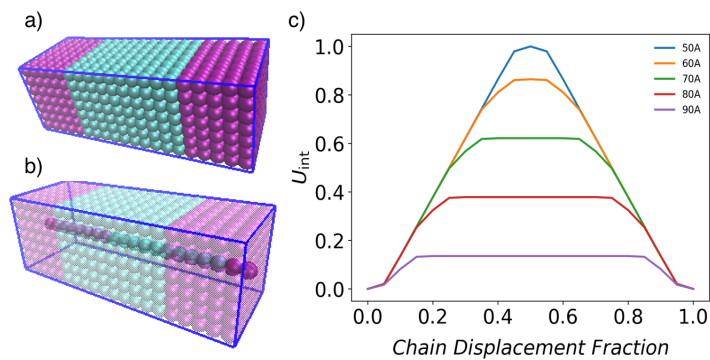 a)
b)
c)
U_int
1.0
0.8
0.6
0.4
0.2
0.0
50A
60A
70A
80A
90A
0.0 0.2 0.4 0.6 0.8 1.0
Chain Displacement Fraction